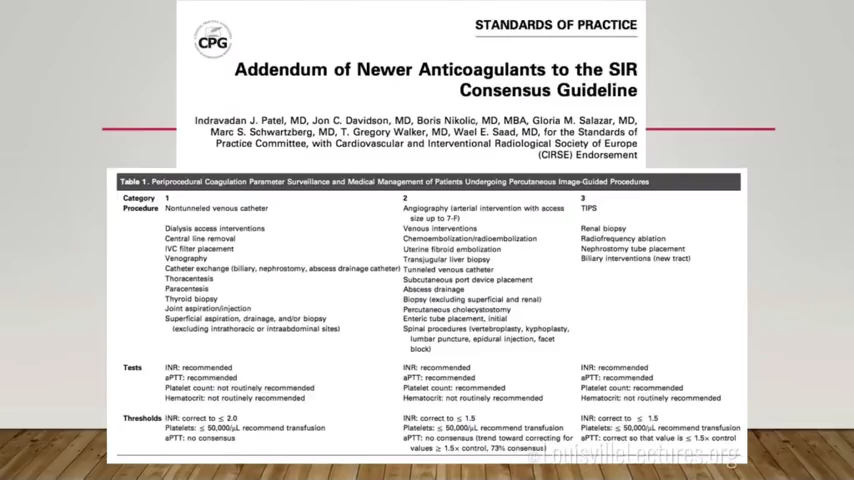 STANDARDS OF PRACTICE
CPG
Addendum of Newer Anticoagulants to the SIR
Consensus Guideline
Indravadan J. Patel, MD, Jon C. Davidson, MD, Boris Nikolic, MD, MBA, Gloria M. Salazar, MD,
Marc S. Schwartzberg, MD, T. Gregory Walker, MD, Wael E. Saad, MD, for the Standards of
Practice Committee, with Cardiovascular and Interventional Radiological Society of Europe
(CIRSE) Endorsement
Table 1. Periprocedural Coagulation Parameter Surveillance and Medical Management of Patients Undergoing Percutaneous Image-Guided Procedures
Category 1 2 3
Procedure Nontunneled venous catheter Angiography (arterial intervention with access TIPS
size up to 7-F)
Dialysis access interventions Venous interventions Renal biopsy
Central line removal Chemoembolization/radioembolization Radiofrequency ablation
IVC filter placement Uterine fibroid embolization Nephrostomy tube placement
Venography Transjugular liver biopsy Biliary interventions (new tract)
Catheter exchange (biliary, nephrostomy, abscess drainage catheter) Tunneled venous catheter
Thoracentesis Subcutaneous port device placement
Paracentesis Abscess drainage
Thyroid biopsy Biopsy (excluding superficial and renal)
Joint aspiration/injection Percutaneous cholecystostomy
Superficial aspiration, drainage, and/or biopsy Enteric tube placement, initial
(excluding intrathoracic or intraabdominal sites) Spinal procedures (vertebroplasty, kyphoplasty,
lumbar puncture, epidural injection, facet
block)
Tests INR: recommended INR: recommended INR: recommended
aPTT: recommended aPTT: recommended aPTT: recommended
Platelet count: not routinely recommended Platelet count: recommended Platelet count: recommended
Hematocrit: not routinely recommended Hematocrit: not routinely recommended Hematocrit: not routinely recommended
Thresholds INR: correct to ≤ 2.0 INR: correct to ≤ 1.5 INR: correct to ≤ 1.5
Platelets: ≤ 50,000/μL recommend transfusion Platelets: ≤ 50,000/μL recommend transfusion Platelets: ≤ 50,000/μL recommend transfusion
aPTT: no consensus aPTT: no consensus (trend toward correcting for aPTT: correct so that value is ≤ 1.5× control
values ≥ 1.5× control, 73% consensus)
LouisvilleLectures.org